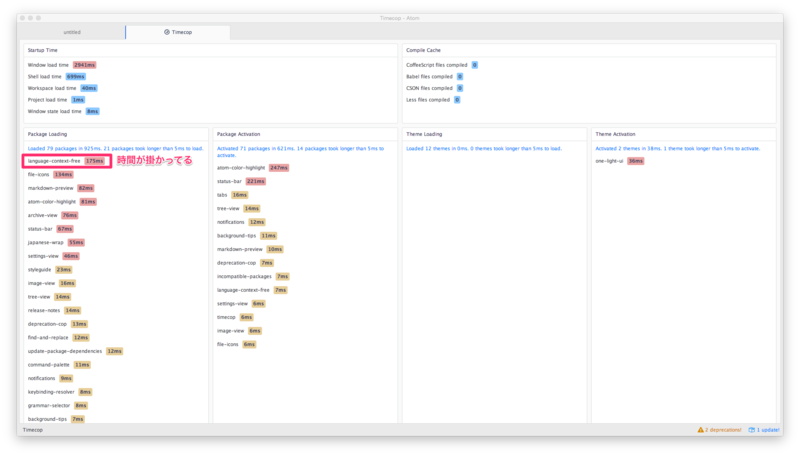 Timecop - Atom
untitled
Timecop
Startup Time
Window load time 2941ms
Shell load time 699ms
Workspace load time 40ms
Project load time 1ms
Window state load time 8ms
Compile Cache
CoffeeScript files compiled 0
Babel files compiled 0
CSON files compiled 0
Less files compiled 0
Package Loading
Loaded 79 packages in 925ms. 21 packages took longer than 5ms to load.
language-context-free 175ms
時間が掛かってる
file-icons 134ms
markdown-preview 82ms
atom-color-highlight 81ms
archive-view 76ms
status-bar 67ms
japanese-wrap 55ms
settings-view 46ms
styleguide 23ms
image-view 16ms
tree-view 14ms
release-notes 14ms
deprecation-cop 13ms
find-and-replace 12ms
update-package-dependencies 12ms
command-palette 11ms
notifications 9ms
keybinding-resolver 8ms
grammar-selector 8ms
background-tips 7ms
Package Activation
Activated 71 packages in 621ms. 14 packages took longer than 5ms to
activate.
atom-color-highlight 247ms
status-bar 221ms
tabs 16ms
tree-view 14ms
notifications 12ms
background-tips 11ms
markdown-preview 10ms
deprecation-cop 7ms
incompatible-packages 7ms
language-context-free 7ms
settings-view 6ms
timecop 6ms
image-view 6ms
file-icons 6ms
Theme Loading
Loaded 12 themes in 0ms. 0 themes took longer than 5ms to load.
Theme Activation
Activated 2 themes in 38ms. 1 theme took longer than 5ms to
activate.
one-light-ui 36ms
Timecop
2 deprecations!
1 update!